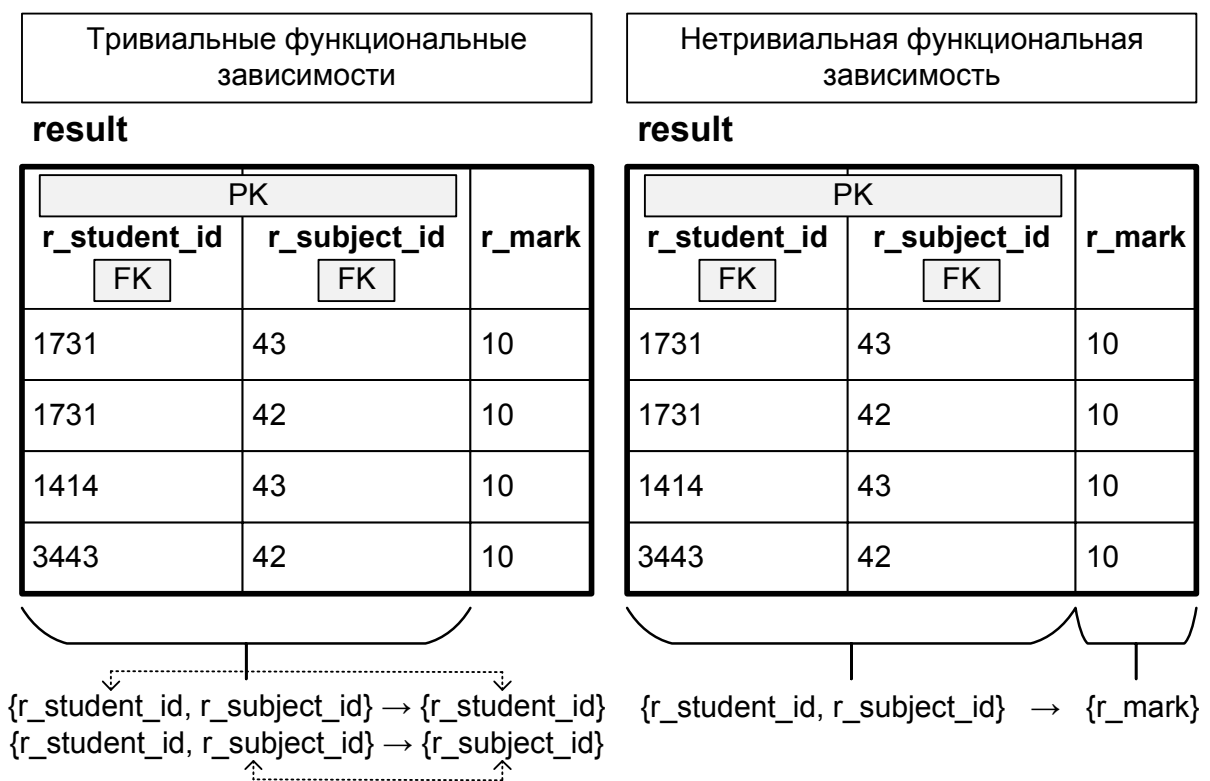 Тривиальные функциональные
зависимости
result
PK
r_student_id r_subject_id r_mark
FK FK
1731 43 10
1731 42 10
1414 43 10
3443 42 10
{r_student_id, r_subject_id} → {r_student_id}
{r_student_id, r_subject_id} → {r_subject_id}
Нетривиальная функциональная
зависимость
result
PK
r_student_id r_subject_id r_mark
FK FK
1731 43 10
1731 42 10
1414 43 10
3443 42 10
{r_student_id, r_subject_id} → {r_mark}